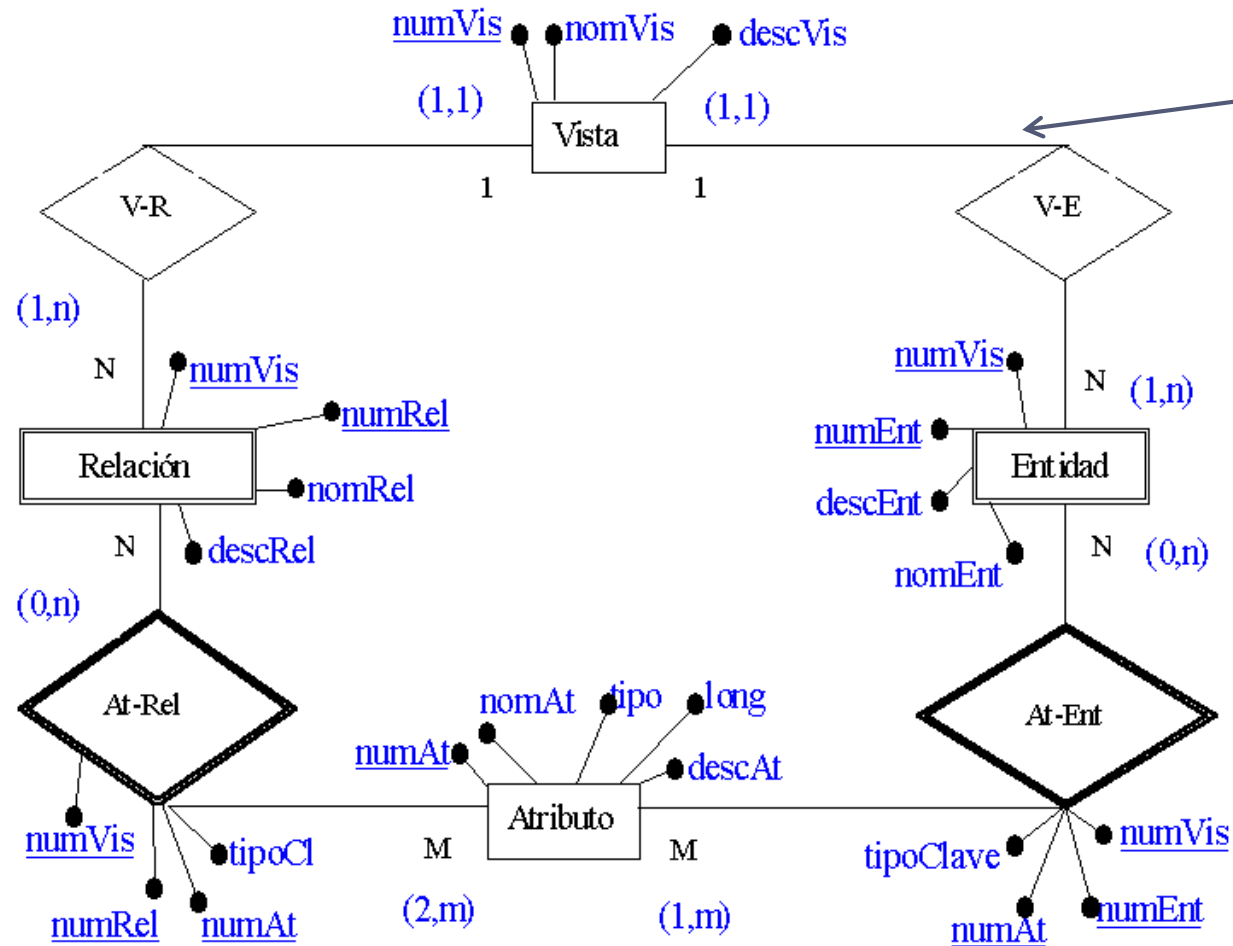 numVis nomVis descVis
(1,1) (1,1)
Vista
1 1
V-R V-E
(1,n)
N numVis
numRel
Relación
nomRel
N descRel
(0,n)
numVis N (1,n)
numEnt
Entidad
descEnt
N (0,n)
nomEnt
At-Rel
nomAt tipo long
numAt descAt
Atributo
At-Ent
numVis
tipoCl
numRel numAt
M M
(2,m) (1,m)
tipoClave numVis
numAt numEnt